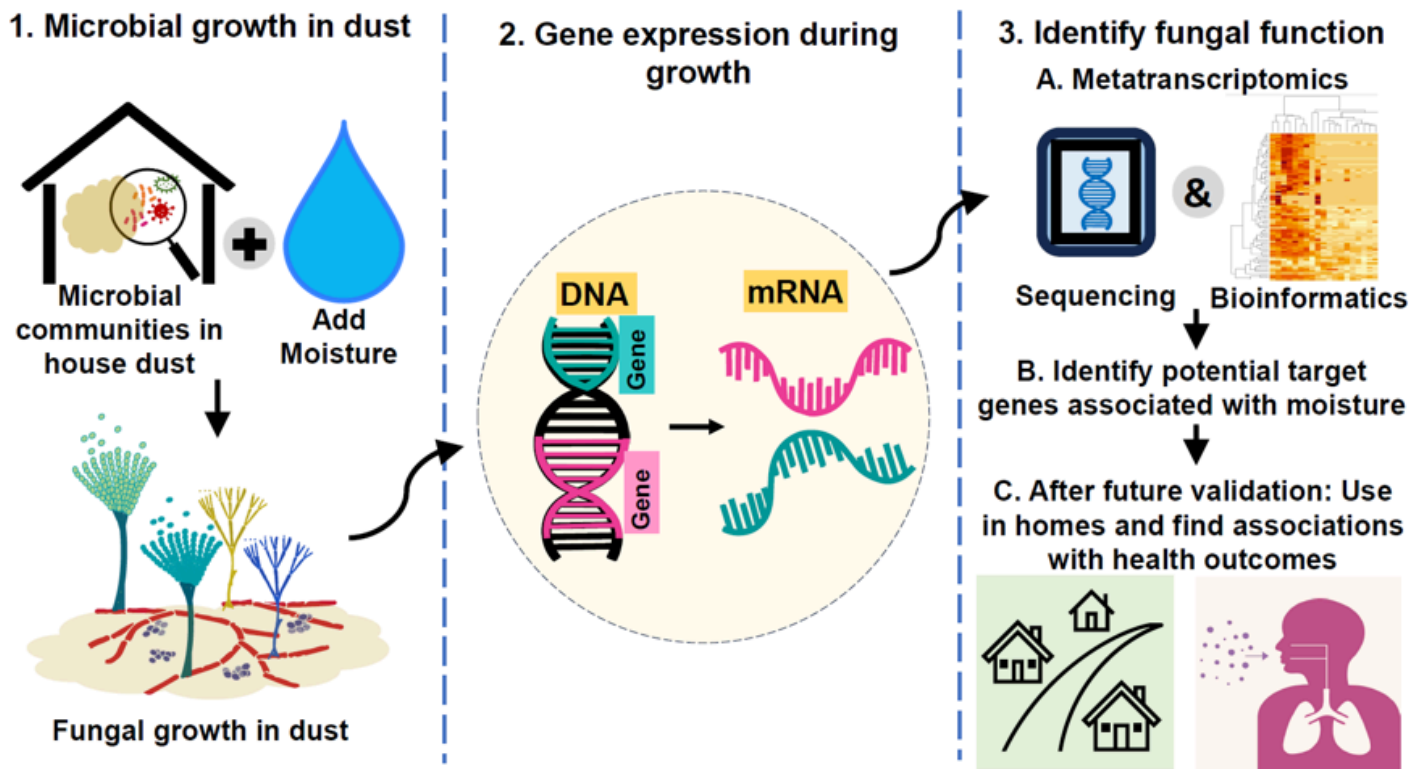 1. Microbial growth in dust
Microbial
communities in
house dust
Add
Moisture
Fungal growth in dust
2. Gene expression during
growth
DNA
Gene
Gene
mRNA
3. Identify fungal function
A. Metatranscriptomics
&
Sequencing
Bioinformatics
B. Identify potential target
genes associated with moisture
C. After future validation: Use
in homes and find associations
with health outcomes